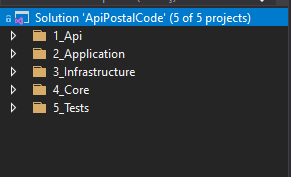 Solution 'ApiPostalCode' (5 of 5 projects)
1_Api
2_Application
3_Infrastructure
4_Core
5_Tests